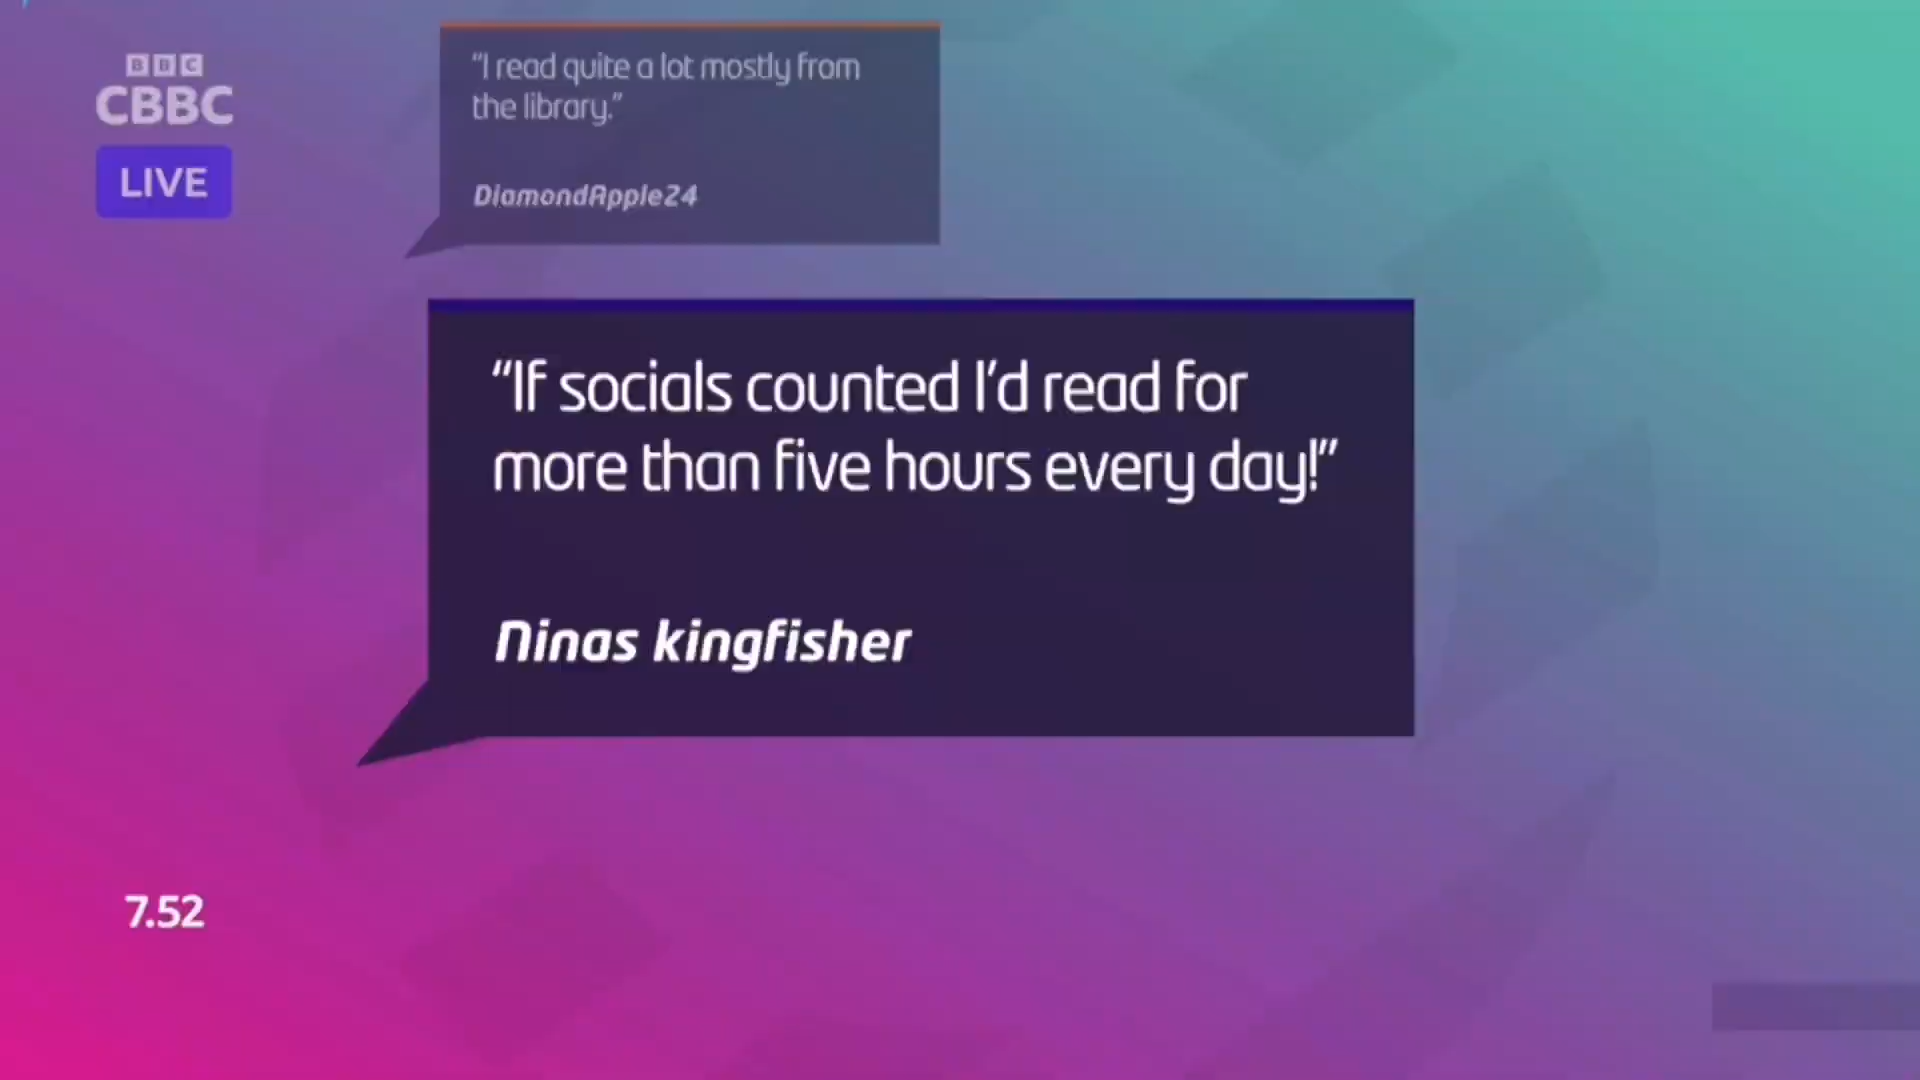 BBC
CBBC
LIVE
“I read quite a lot mostly from
the library.”
DiamondApple24
“If socials counted I’d read for
more than five hours every day!”
Ninas kingfisher
7.52